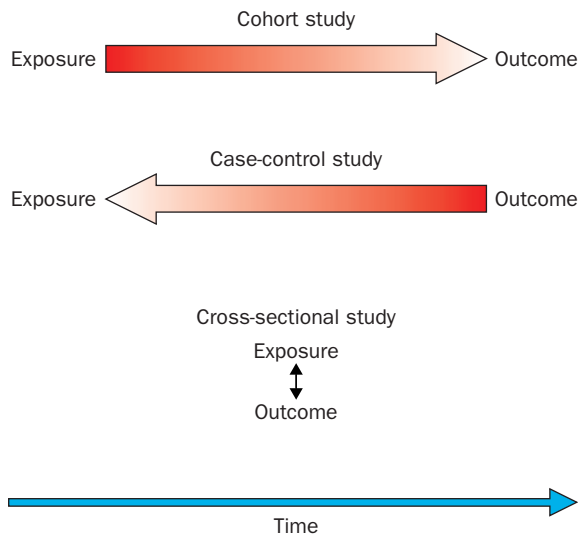 Cohort study
Exposure Outcome
Case-control study
Exposure Outcome
Cross-sectional study
Exposure
Outcome
Time